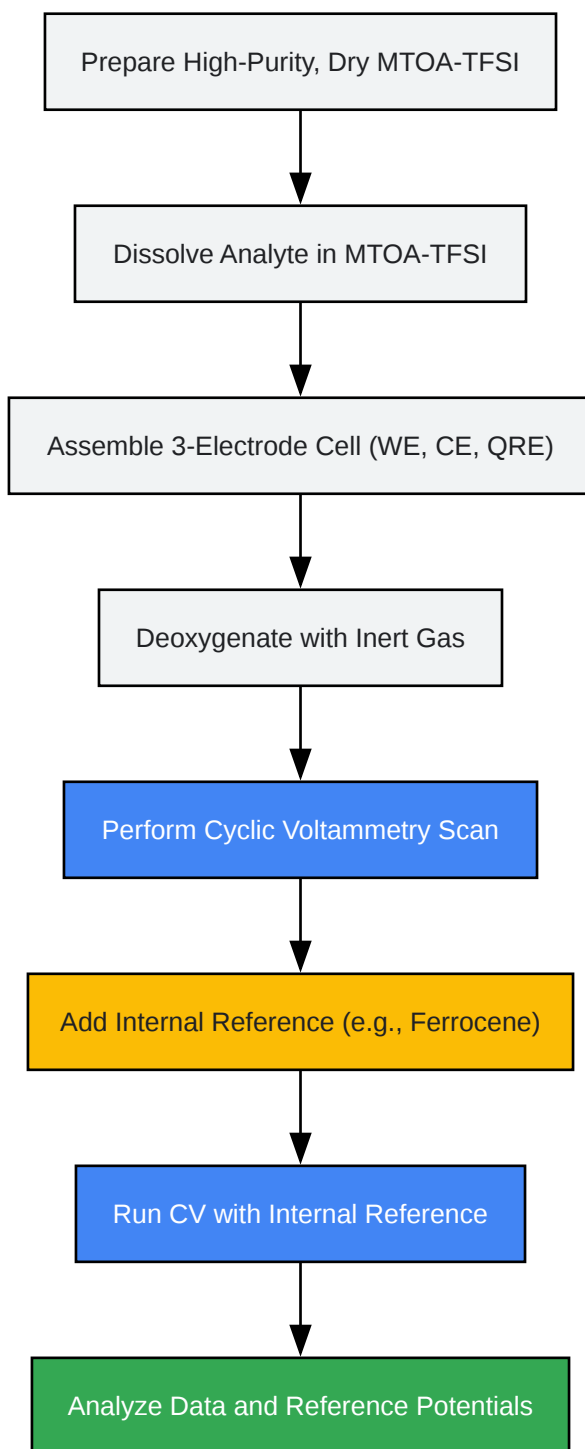 Prepare High-Purity, Dry MTOA-TFSI
Dissolve Analyte in MTOA-TFSI
Assemble 3-Electrode Cell (WE, CE, QRE)
Deoxygenate with Inert Gas
Perform Cyclic Voltammetry Scan
Add Internal Reference (e.g., Ferrocene)
Run CV with Internal Reference
Analyze Data and Reference Potentials